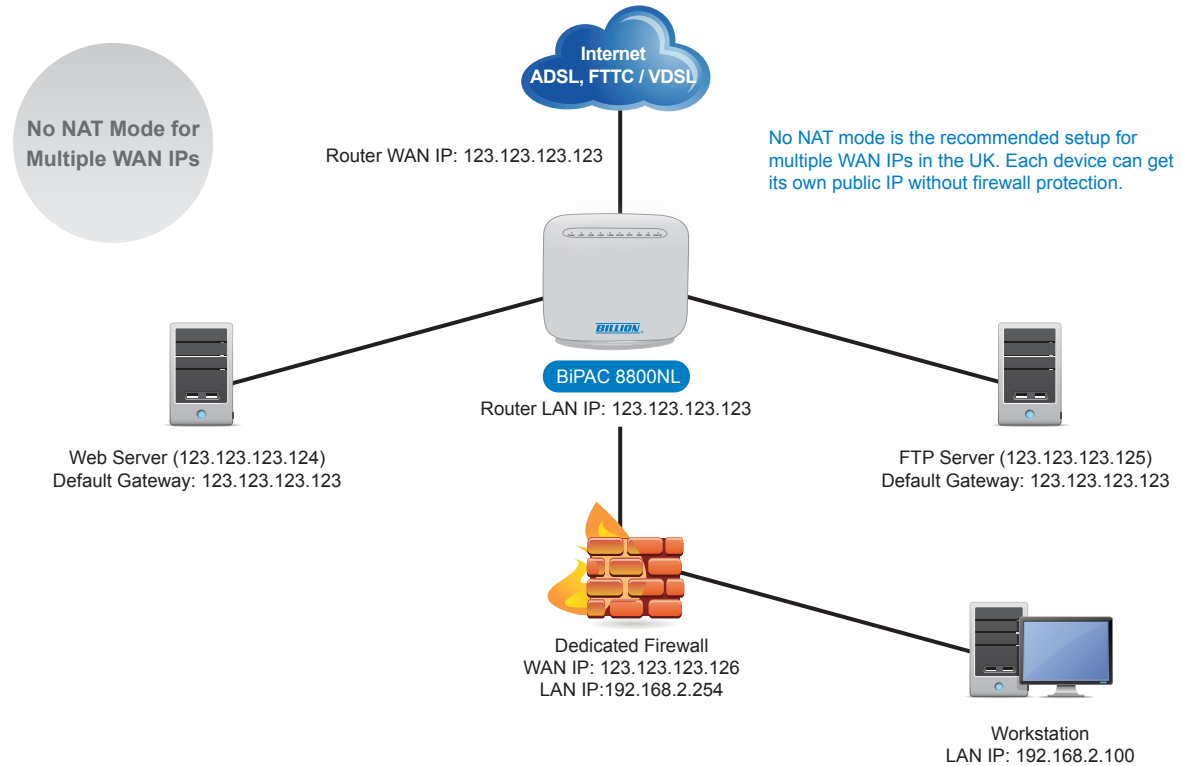 No NAT Mode for
Multiple WAN IPs
Internet
ADSL, FTTC / VDSL
Router WAN IP: 123.123.123.123
No NAT mode is the recommended setup for
multiple WAN IPs in the UK. Each device can get
its own public IP without firewall protection.
BILLION
BiPAC 8800NL
Router LAN IP: 123.123.123.123
Web Server (123.123.123.124)
Default Gateway: 123.123.123.123
FTP Server (123.123.123.125)
Default Gateway: 123.123.123.123
Dedicated Firewall
WAN IP: 123.123.123.126
LAN IP:192.168.2.254
Workstation
LAN IP: 192.168.2.100